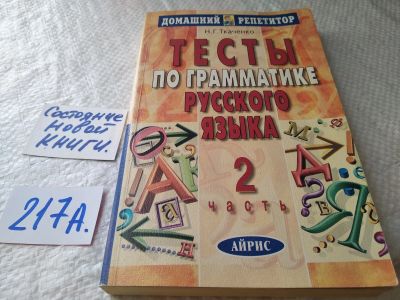 ДОМАШНИЙ РЕПЕТИТОР
Н. Г. Ткаченко
ТЕСТЫ
ПО ГРАММАТИКЕ
РУССКОГО
ЯЗЫКА
2
часть
АЙРИС
Состояние
новой
книги.
217А.